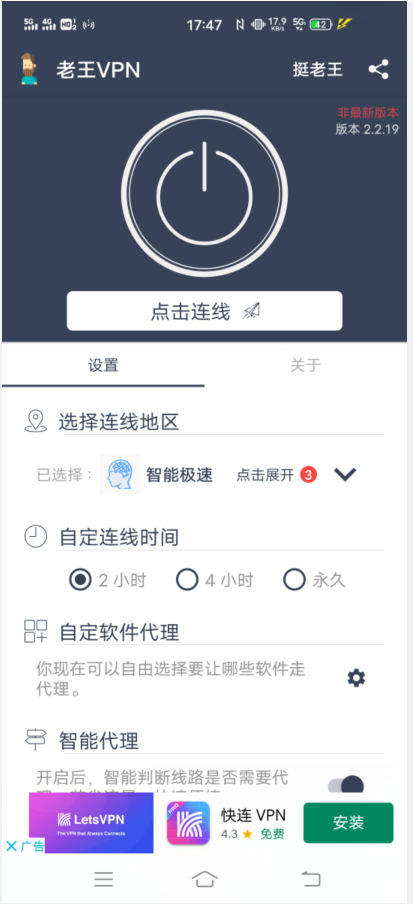 5G 4G HD 1 2 17:47 17.9 KB/s 5G 42
老王VPN 挺老王
非最新版本
版本 2.2.19
点击连线
设置 关于
选择连线地区
已选择： 智能极速 点击展开 3
自定连线时间
2 小时 4 小时 永久
自定软件代理
你现在可以自由选择要让哪些软件走
代理。
智能代理
开启后，智能判断线路是否需要代
LetsVPN
The VPN that Always Connects
PRO
快连 VPN
4.3 ★ 免费
安装
✕ 广告